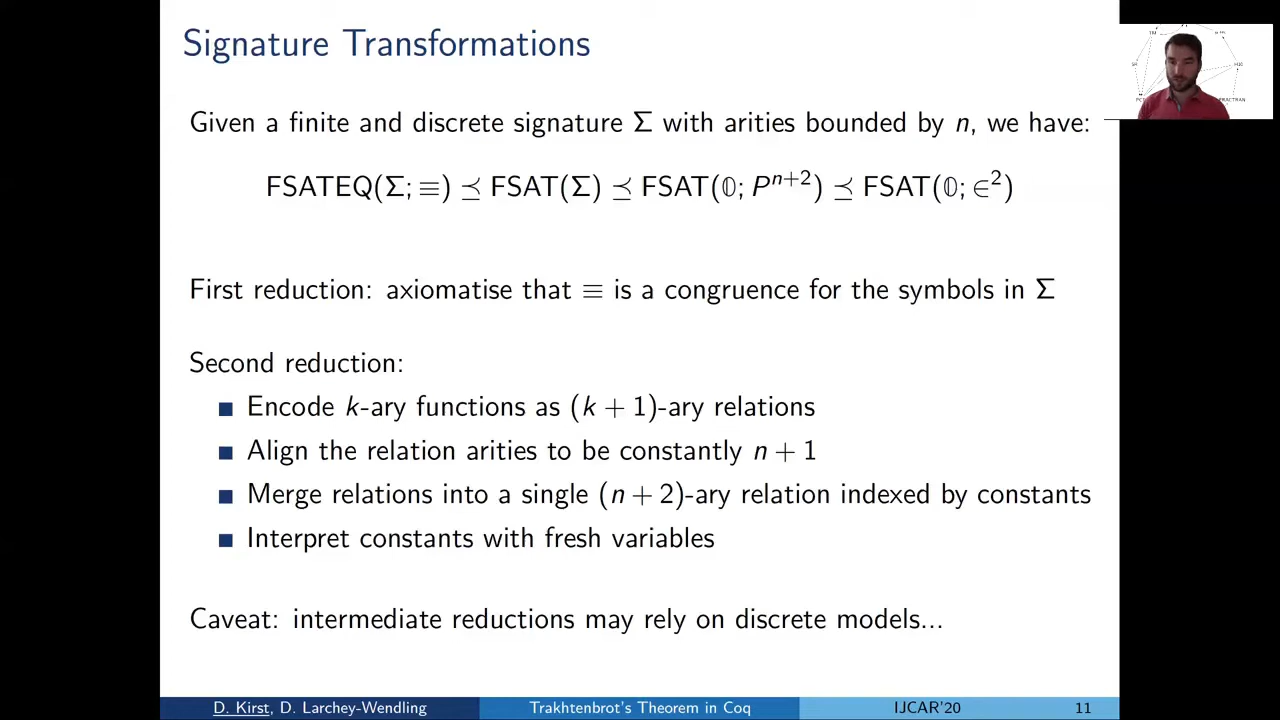 Signature Transformations
Given a finite and discrete signature Σ with arities bounded by n, we have:
FSATEQ(Σ; ≡) ⪯ FSAT(Σ) ⪯ FSAT(𝟘; Pⁿ⁺²) ⪯ FSAT(𝟘; ∈²)
First reduction: axiomatise that ≡ is a congruence for the symbols in Σ
Second reduction:
■ Encode k-ary functions as (k + 1)-ary relations
■ Align the relation arities to be constantly n + 1
■ Merge relations into a single (n + 2)-ary relation indexed by constants
■ Interpret constants with fresh variables
Caveat: intermediate reductions may rely on discrete models...
D. Kirst, D. Larchey-Wendling Trakhtenbrot's Theorem in Coq IJCAR'20 11